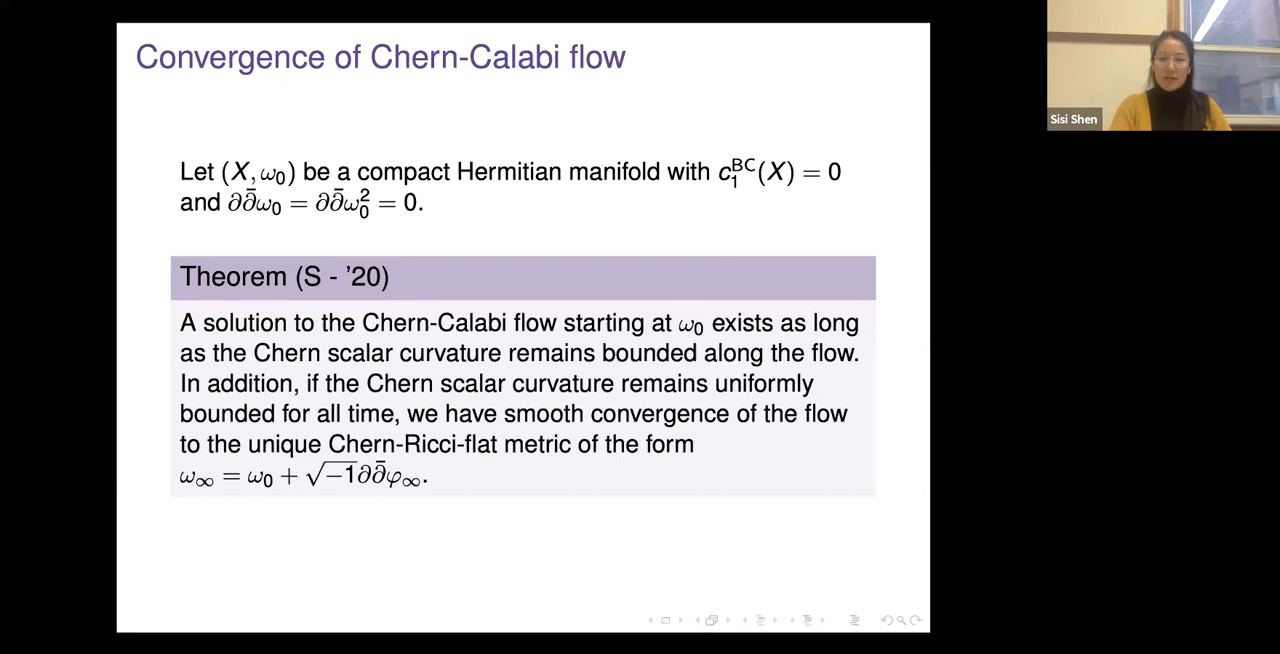 Convergence of Chern-Calabi flow
Let (X, ω₀) be a compact Hermitian manifold with c₁ᴮᶜ(X) = 0
and ∂∂̄ω₀ = ∂∂̄ω₀² = 0.
Theorem (S - '20)
A solution to the Chern-Calabi flow starting at ω₀ exists as long
as the Chern scalar curvature remains bounded along the flow.
In addition, if the Chern scalar curvature remains uniformly
bounded for all time, we have smooth convergence of the flow
to the unique Chern-Ricci-flat metric of the form
ω∞ = ω₀ + √−1∂∂̄φ∞.
Sisi Shen